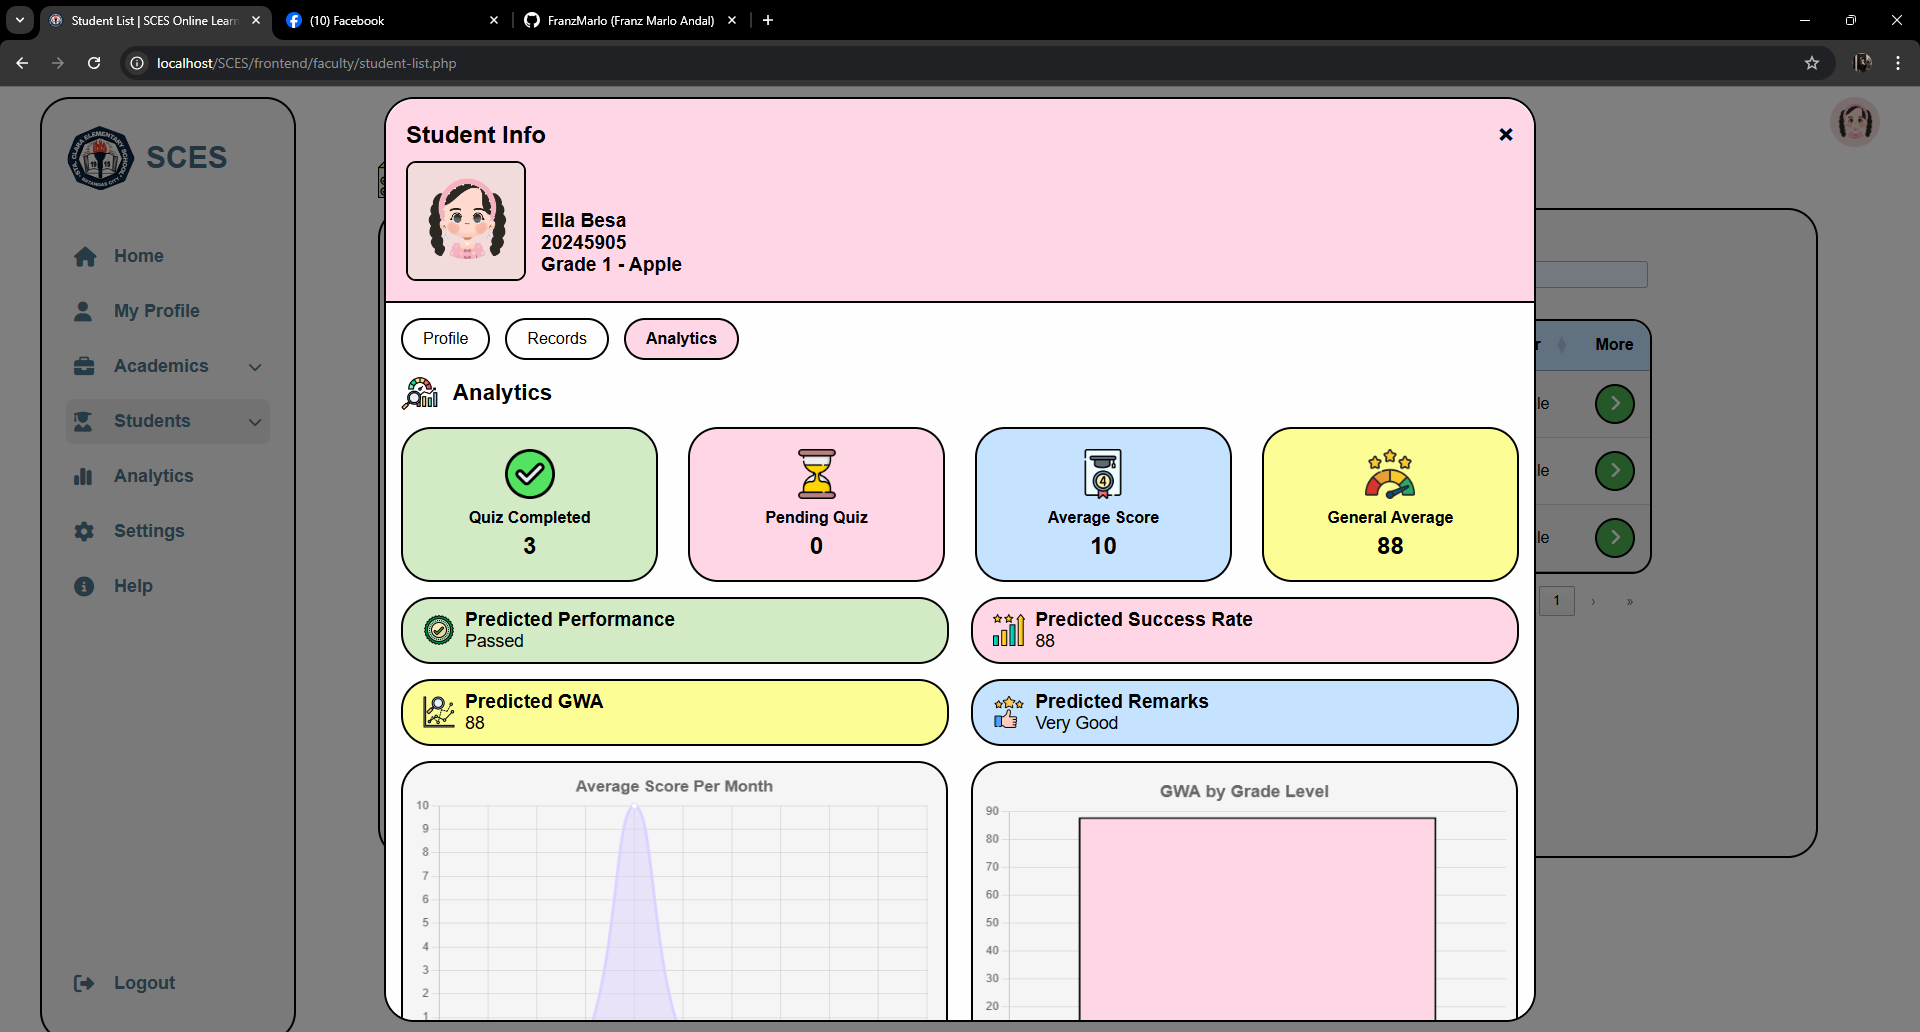 Student List | SCES Online Learn
(10) Facebook
FranzMarlo (Franz Marlo Andal)
localhost/SCES/frontend/faculty/student-list.php
SCES
Home
My Profile
Academics
Students
Analytics
Settings
Help
Logout
Student Info
Ella Besa
20245905
Grade 1 - Apple
Profile
Records
Analytics
Analytics
Quiz Completed
3
Pending Quiz
0
Average Score
10
General Average
88
Predicted Performance
Passed
Predicted Success Rate
88
Predicted GWA
88
Predicted Remarks
Very Good
Average Score Per Month
10
9
8
7
6
5
4
3
2
1
GWA by Grade Level
90
80
70
60
50
40
30
20
r
More
le
le
le
1
›
»